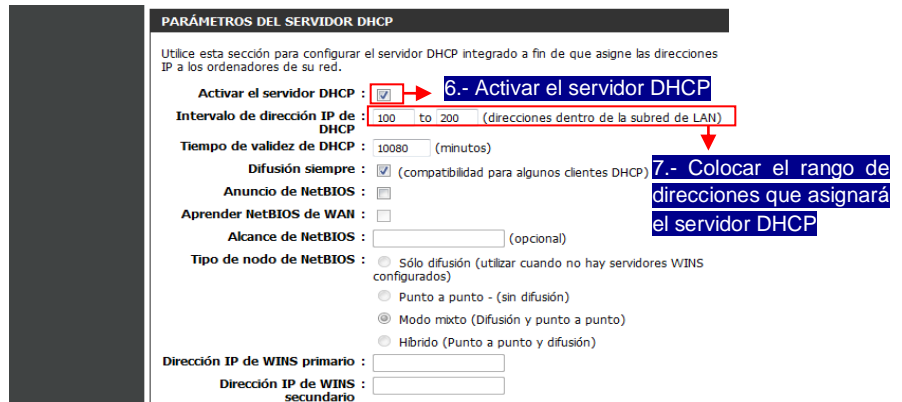 PARÁMETROS DEL SERVIDOR DHCP
Utilice esta sección para configurar el servidor DHCP integrado a fin de que asigne las direcciones
IP a los ordenadores de su red.
Activar el servidor DHCP :
6.- Activar el servidor DHCP
Intervalo de dirección IP de : 100 to 200 (direcciones dentro de la subred de LAN)
DHCP
Tiempo de validez de DHCP : 10080 (minutos)
Difusión siempre : (compatibilidad para algunos clientes DHCP)
7.- Colocar el rango de
direcciones que asignará
el servidor DHCP
Anuncio de NetBIOS :
Aprender NetBIOS de WAN :
Alcance de NetBIOS : (opcional)
Tipo de nodo de NetBIOS : Sólo difusión (utilizar cuando no hay servidores WINS
configurados)
Punto a punto - (sin difusión)
Modo mixto (Difusión y punto a punto)
Híbrido (Punto a punto y difusión)
Dirección IP de WINS primario :
Dirección IP de WINS :
secundario